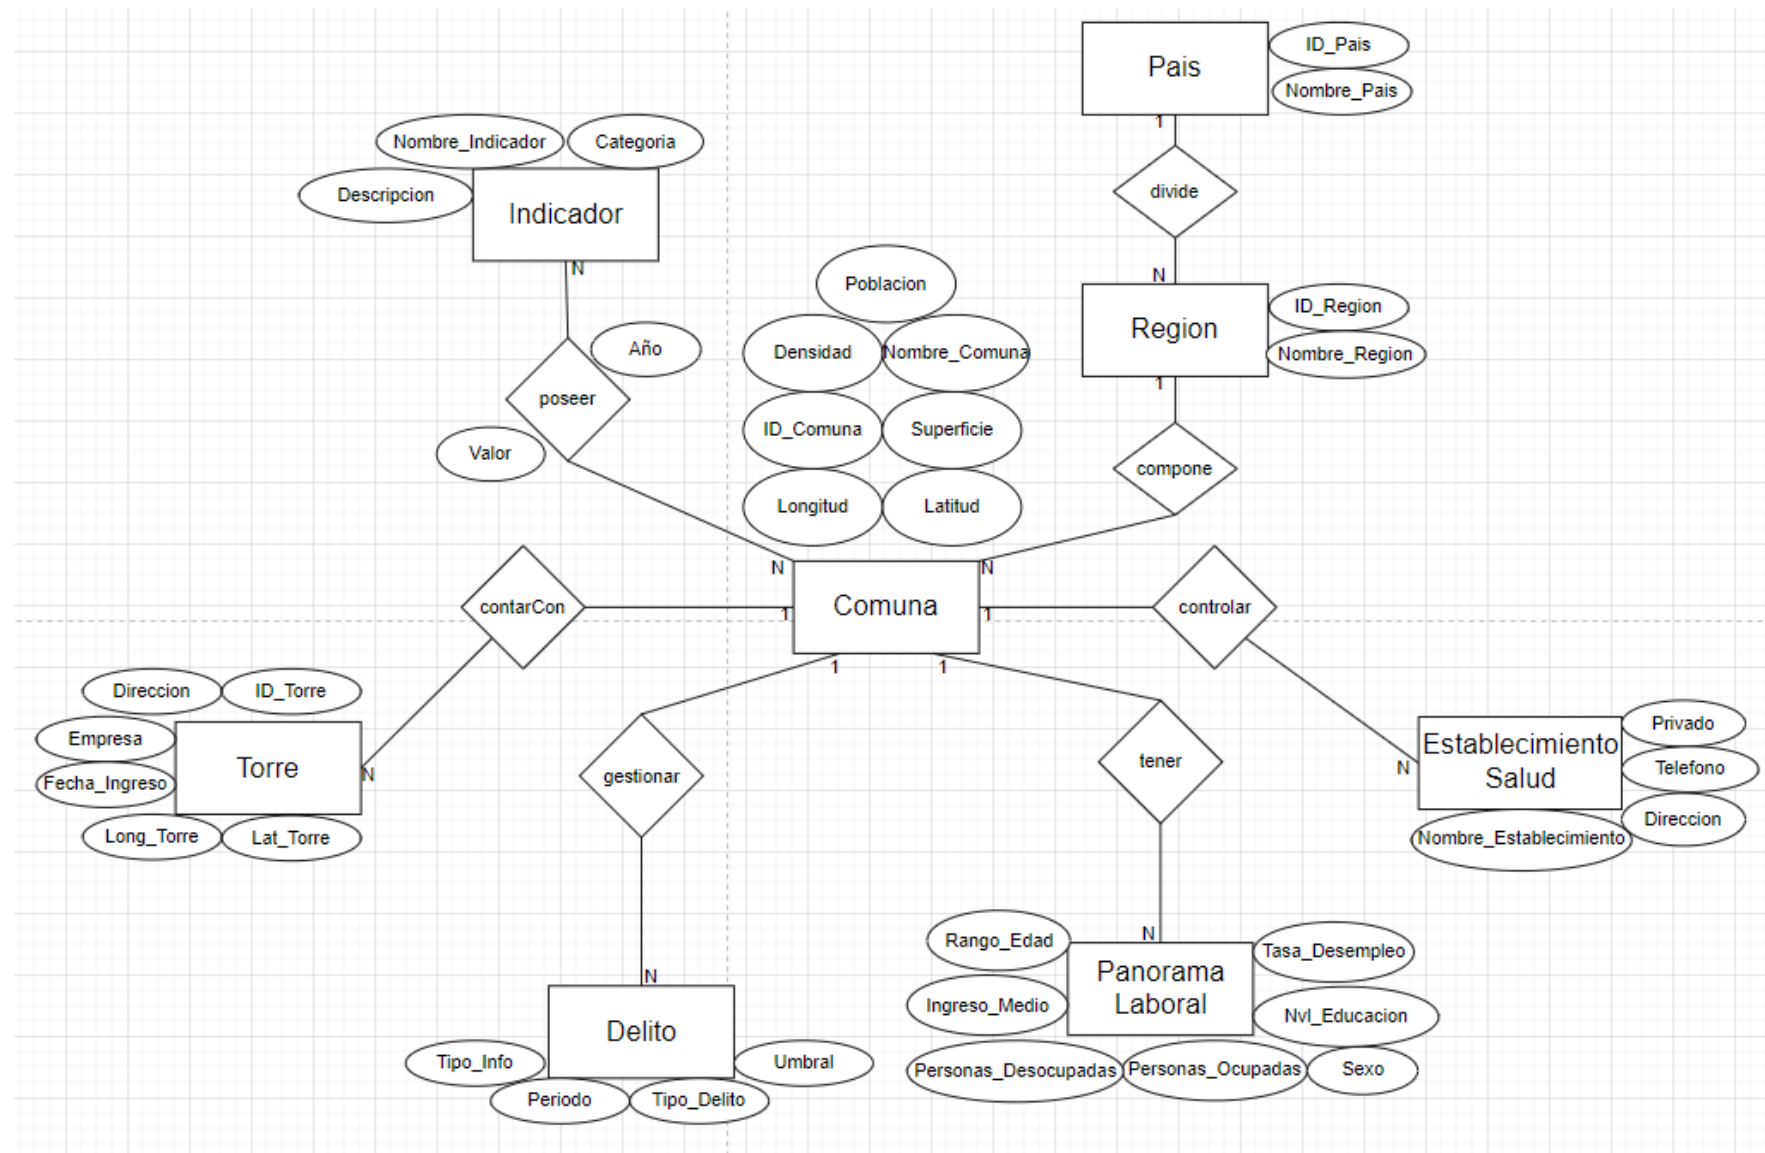 ID_Pais
Pais
Nombre_Pais
1
Nombre_Indicador
Categoria
divide
Descripcion
Indicador
N
N
Poblacion
ID_Region
Region
Año
Densidad
Nombre_Comuna
Nombre_Region
1
poseer
ID_Comuna
Superficie
Valor
compone
Longitud
Latitud
N
N
contarCon
Comuna
controlar
1
1
1
1
Direccion
ID_Torre
Privado
Empresa
Establecimiento
Salud
Torre
N
gestionar
tener
N
Telefono
Fecha_Ingreso
Direccion
Long_Torre
Lat_Torre
Nombre_Establecimiento
N
Rango_Edad
Tasa_Desempleo
N
Panorama
Laboral
Ingreso_Medio
Nvl_Educacion
Delito
Tipo_Info
Umbral
Personas_Desocupadas
Personas_Ocupadas
Sexo
Periodo
Tipo_Delito